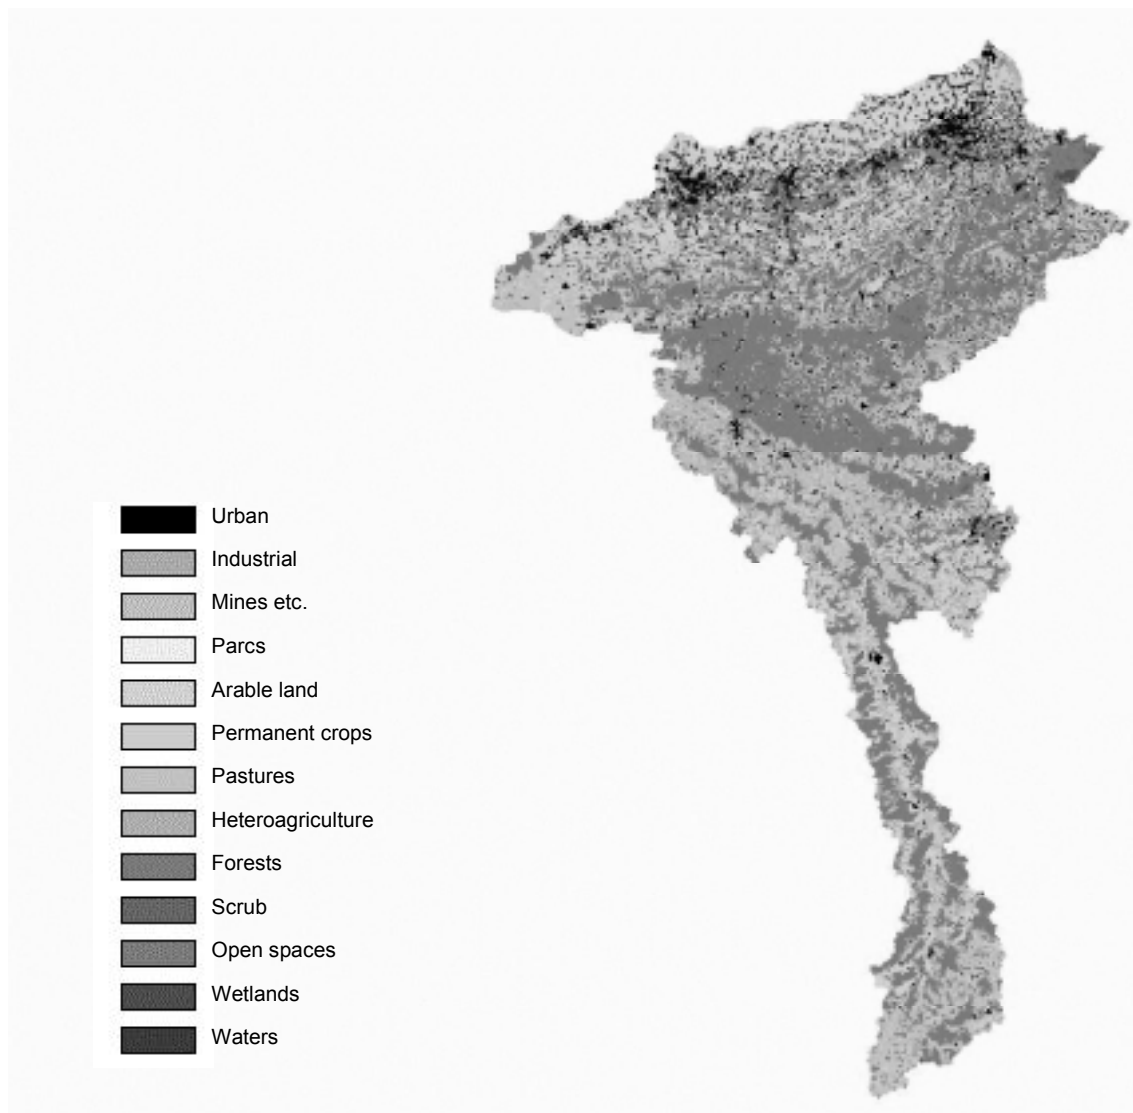 Urban
Industrial
Mines etc.
Parcs
Arable land
Permanent crops
Pastures
Heteroagriculture
Forests
Scrub
Open spaces
Wetlands
Waters